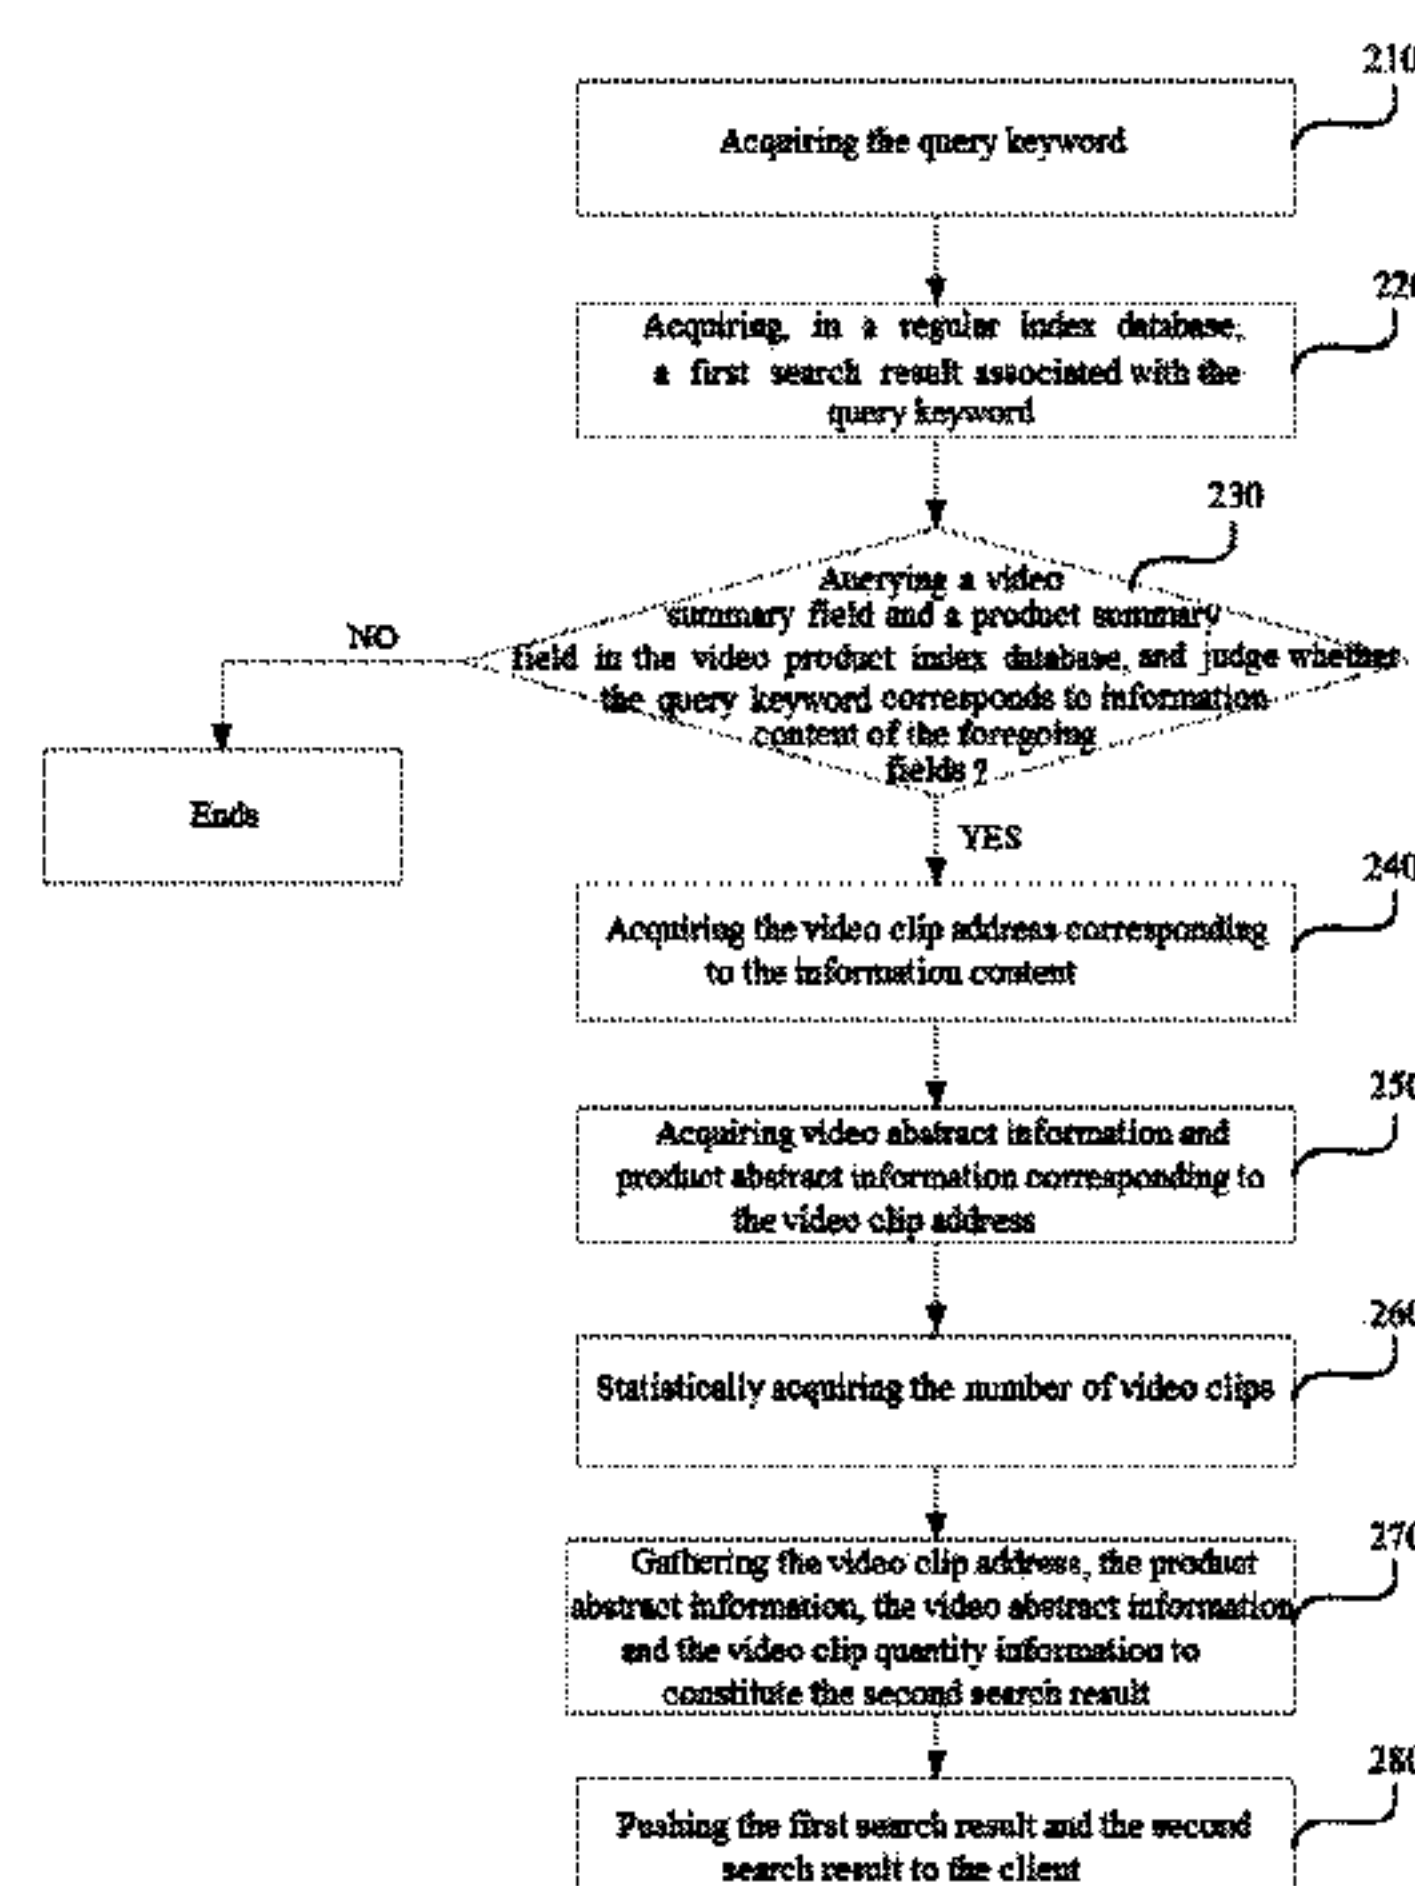 210
Acquiring the query keyword
220
Acquiring, in a regular index database,
a first search result associated with the
query keyword
230
Auerying a video
summary field and a product summary
field in the video product index database, and judge whether
the query keyword corresponds to information
content of the foregoing
fields ?
NO
Ends
YES
240
Acquiring the video clip address corresponding
to the information content
250
Acquiring video abstract information and
product abstract information corresponding to
the video clip address
260
Statistically acquiring the number of video clips
270
Gathering the video clip address, the product
abstract information, the video abstract information
and the video clip quantity information to
constitute the second search result
280
Pushing the first search result and the second
search result to the client